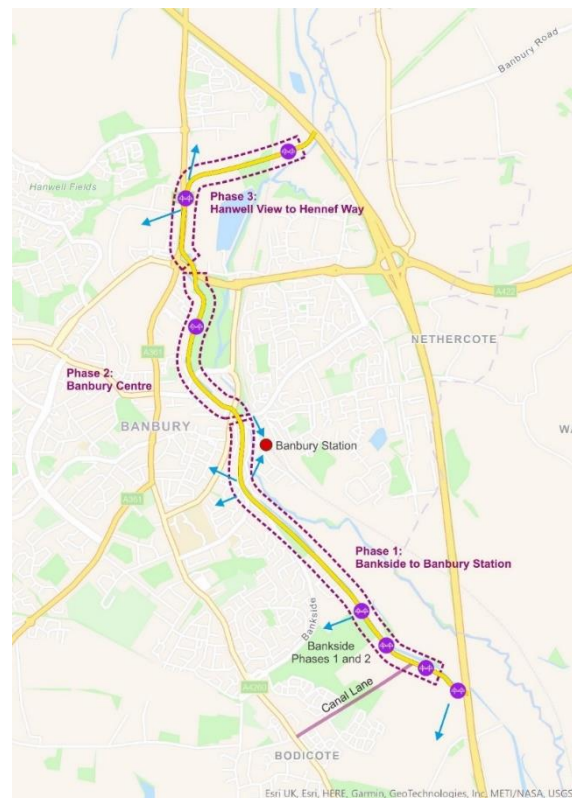 Banbury Road
Hanwell Fields
Phase 3:
Hanwell View to Hennef Way
A422
NETHERCOTE
A361
Phase 2:
Banbury Centre
BANBURY
Banbury Station
A361
Phase 1:
Bankside to Banbury Station
Bankside
Bankside
Phases 1 and 2
Canal Lane
A4260
BODICOTE
WA
Esri UK, Esri, HERE, Garmin, GeoTechnologies, Inc, METI/NASA, USGS